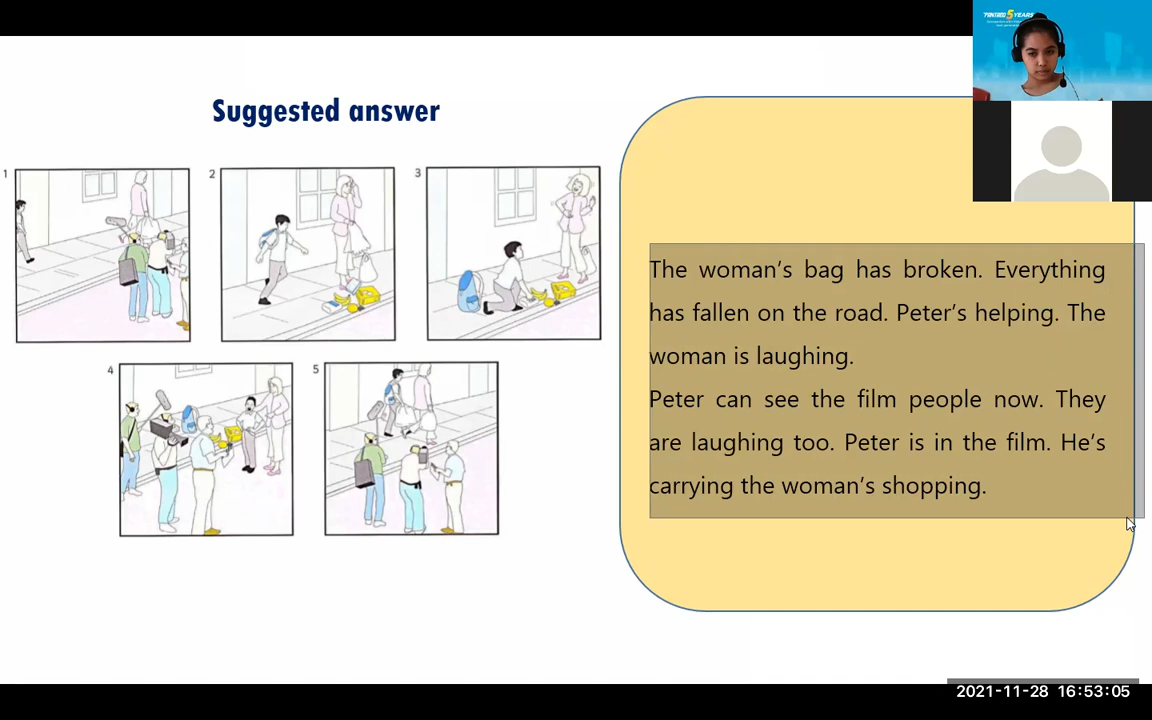 Suggested answer
1
2
3
4
5
The woman's bag has broken. Everything
has fallen on the road. Peter's helping. The
woman is laughing.
Peter can see the film people now. They
are laughing too. Peter is in the film. He's
carrying the woman's shopping.
5 YEARS
2021-11-28 16:53:05